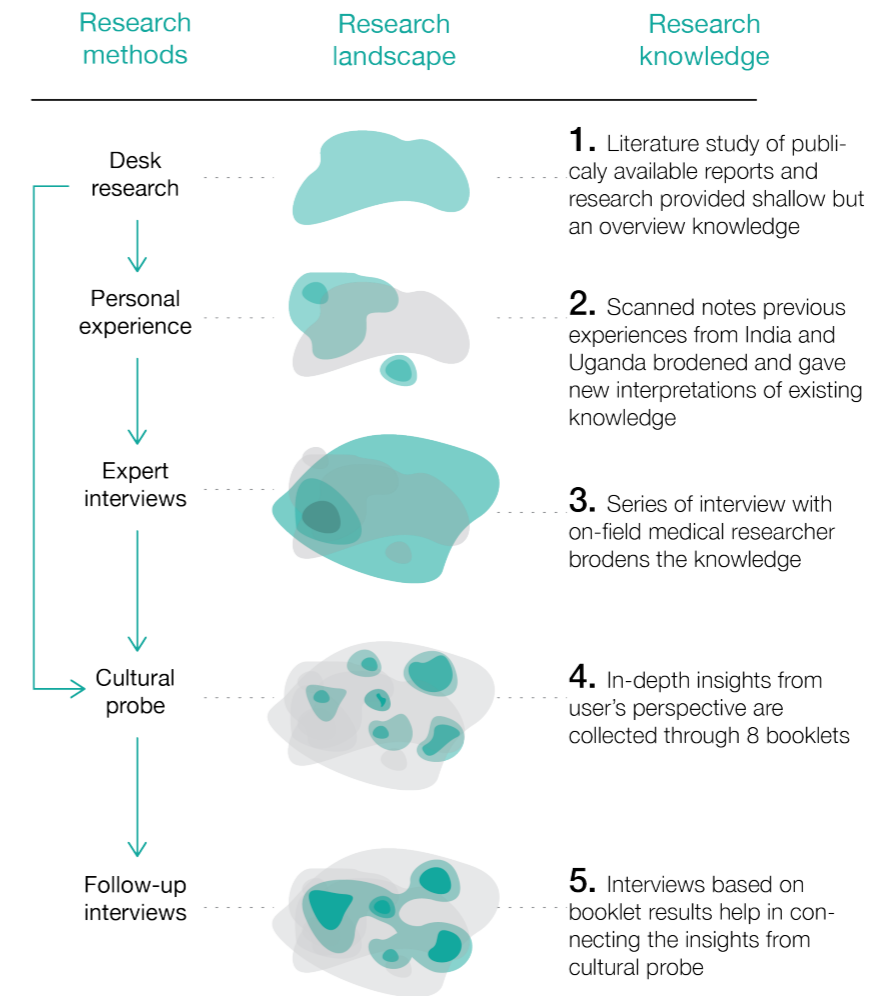 Research methods
Research landscape
Research knowledge
Desk
research
1. Literature study of publi-
caly available reports and
research provided shallow but
an overview knowledge
Personal
experience
2. Scanned notes previous
experiences from India and
Uganda brodened and gave
new interpretations of existing
knowledge
Expert
interviews
3. Series of interview with
on-field medical researcher
brodens the knowledge
Cultural
probe
4. In-depth insights from
user's perspective are
collected through 8 booklets
Follow-up
interviews
5. Interviews based on
booklet results help in con-
necting the insights from
cultural probe